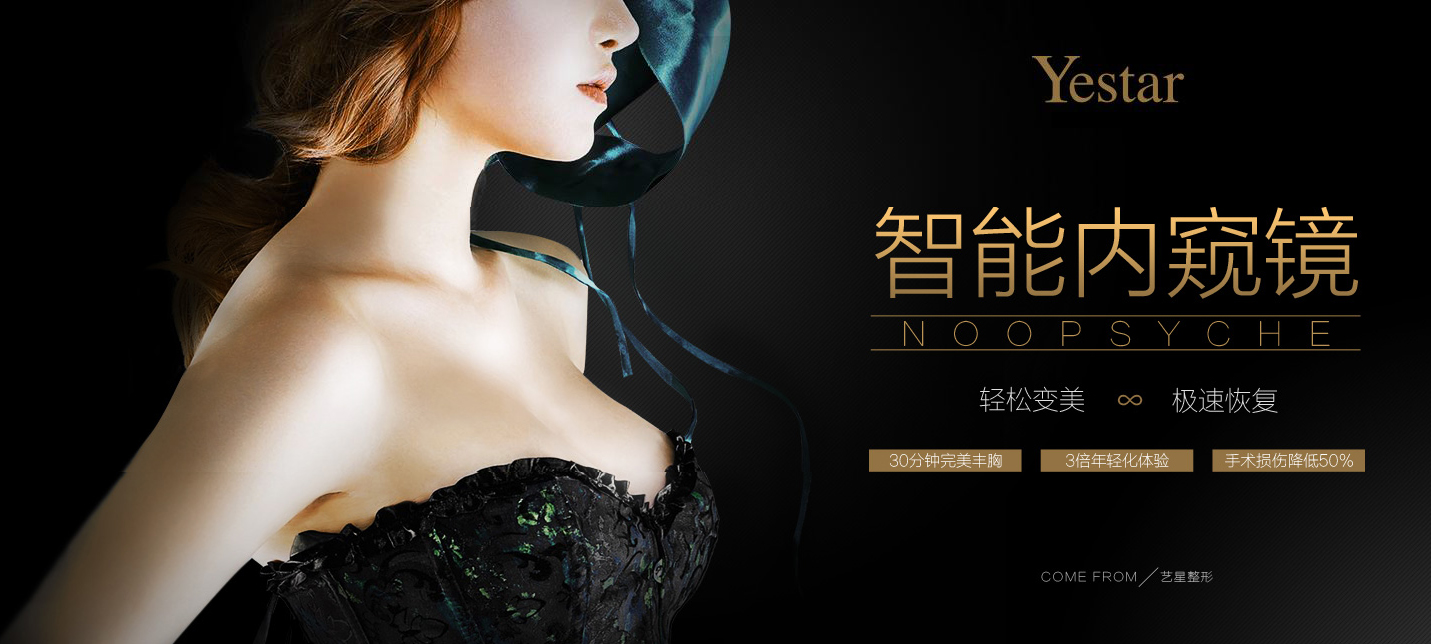 Yestar
智能内窥镜
NOOPSYCHE
轻松变美 ∞ 极速恢复
30分钟完美丰胸 3倍年轻化体验 手术损伤降低50%
COME FROM／艺星整形